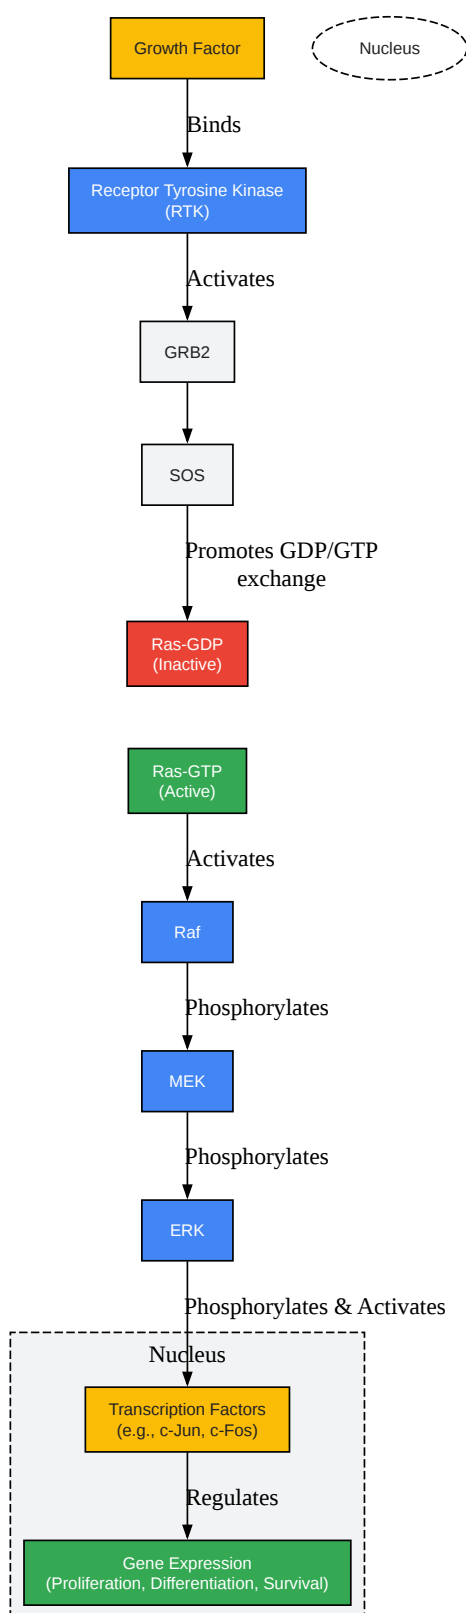 Growth Factor
Nucleus
Binds
Receptor Tyrosine Kinase
(RTK)
Activates
GRB2
SOS
Promotes GDP/GTP
exchange
Ras-GDP
(Inactive)
Ras-GTP
(Active)
Activates
Raf
Phosphorylates
MEK
Phosphorylates
ERK
Phosphorylates & Activates
Nucleus
Transcription Factors
(e.g., c-Jun, c-Fos)
Regulates
Gene Expression
(Proliferation, Differentiation, Survival)